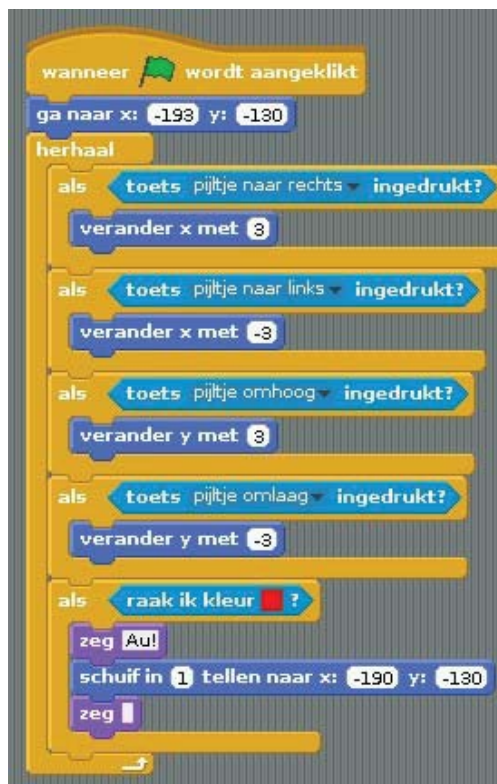 wanneer wordt aangeklikt
ga naar x: -193 y: -130
herhaal
als toets pijltje naar rechts ingedrukt?
verander x met 3
als toets pijltje naar links ingedrukt?
verander x met -3
als toets pijltje omhoog ingedrukt?
verander y met 3
als toets pijltje omlaag ingedrukt?
verander y met -3
als raak ik kleur ?
zeg Au!
schuif in 1 tellen naar x: -190 y: -130
zeg